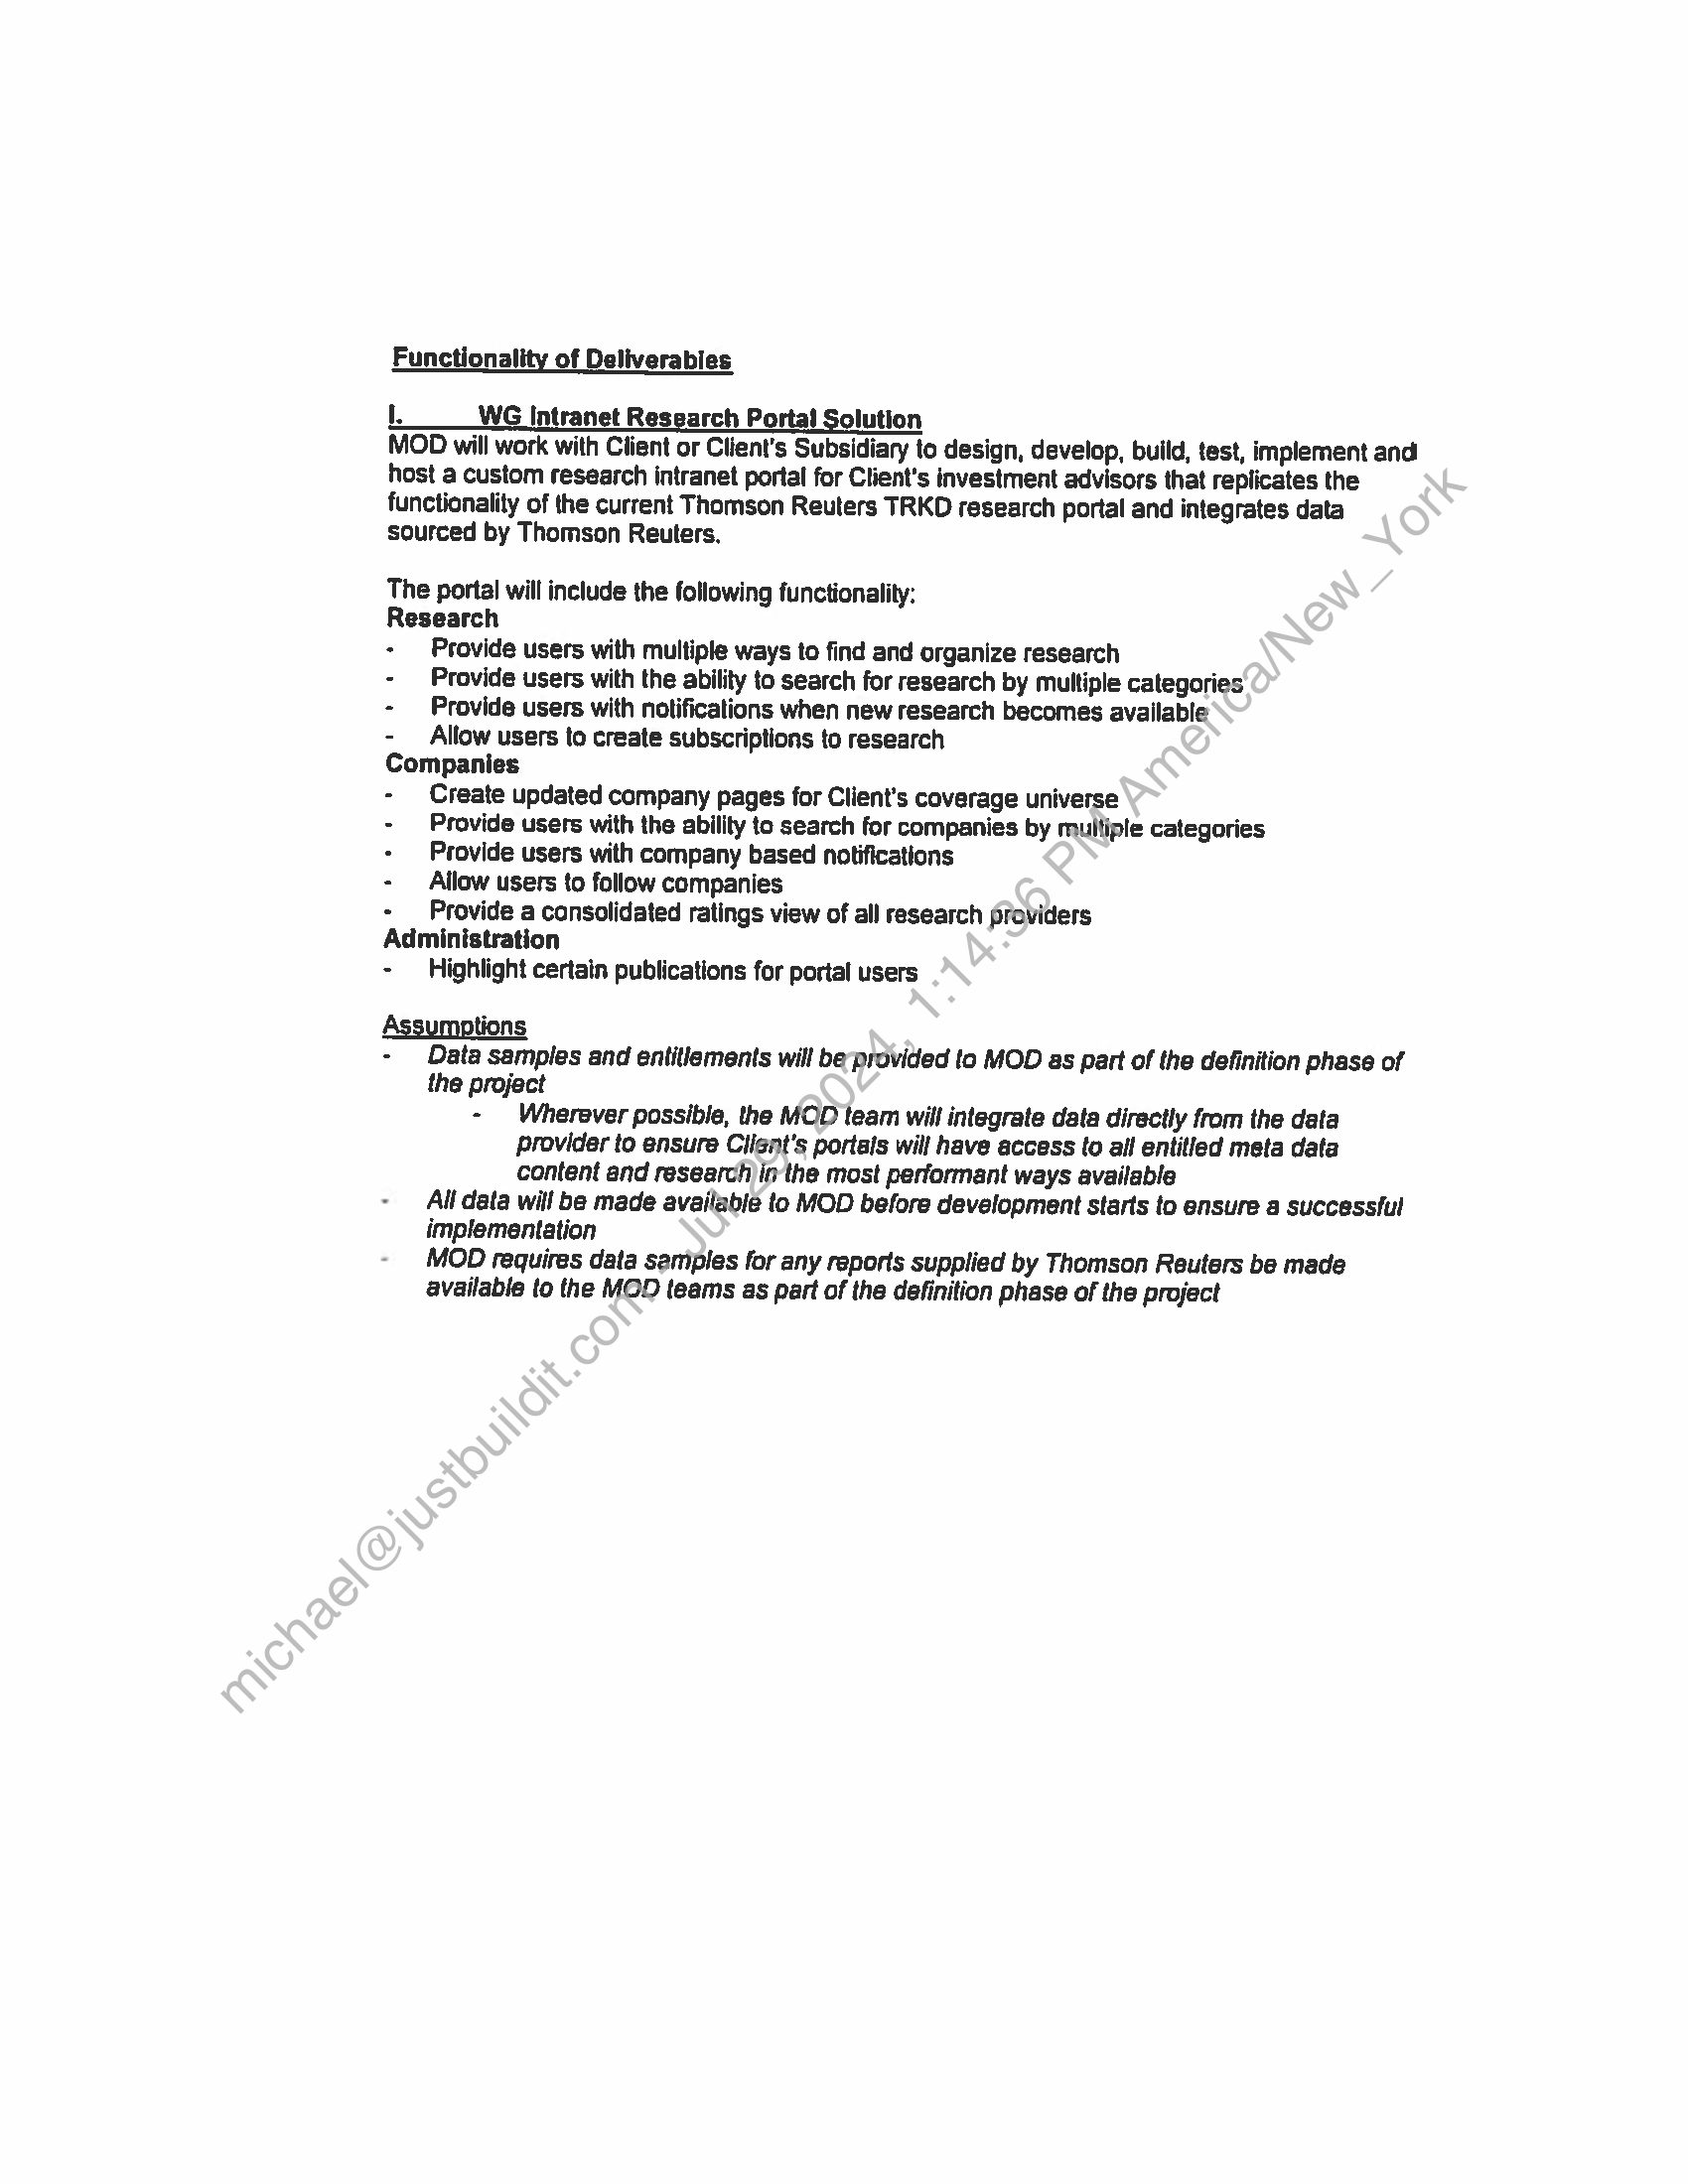 Functionality of Deliverables
I. WG Intranet Research Portal Solution
MOD will work with Client or Client's Subsidiary to design, develop, build, test, implement and
host a custom research intranet portal for Client's investment advisors that replicates the
functionality of the current Thomson Reuters TRKD research portal and integrates data
sourced by Thomson Reuters.
The portal will include the following functionality:
Research
- Provide users with multiple ways to find and organize research
- Provide users with the ability to search for research by multiple categories
- Provide users with notifications when new research becomes available
- Allow users to create subscriptions to research
Companies
- Create updated company pages for Client's coverage universe
- Provide users with the ability to search for companies by multiple categories
- Provide users with company based notifications
- Allow users to follow companies
- Provide a consolidated ratings view of all research providers
Administration
- Highlight certain publications for portal users
Assumptions
- Data samples and entitlements will be provided to MOD as part of the definition phase of
the project
- Wherever possible, the MOD team will integrate data directly from the data
provider to ensure Client's portals will have access to all entitled meta data
content and research in the most performant ways available
- All data will be made available to MOD before development starts to ensure a successful
implementation
- MOD requires data samples for any reports supplied by Thomson Reuters be made
available to the MOD teams as part of the definition phase of the project
michael@justbuildit.com - Jul 29, 2024, 1:14:36 PM America/New_York